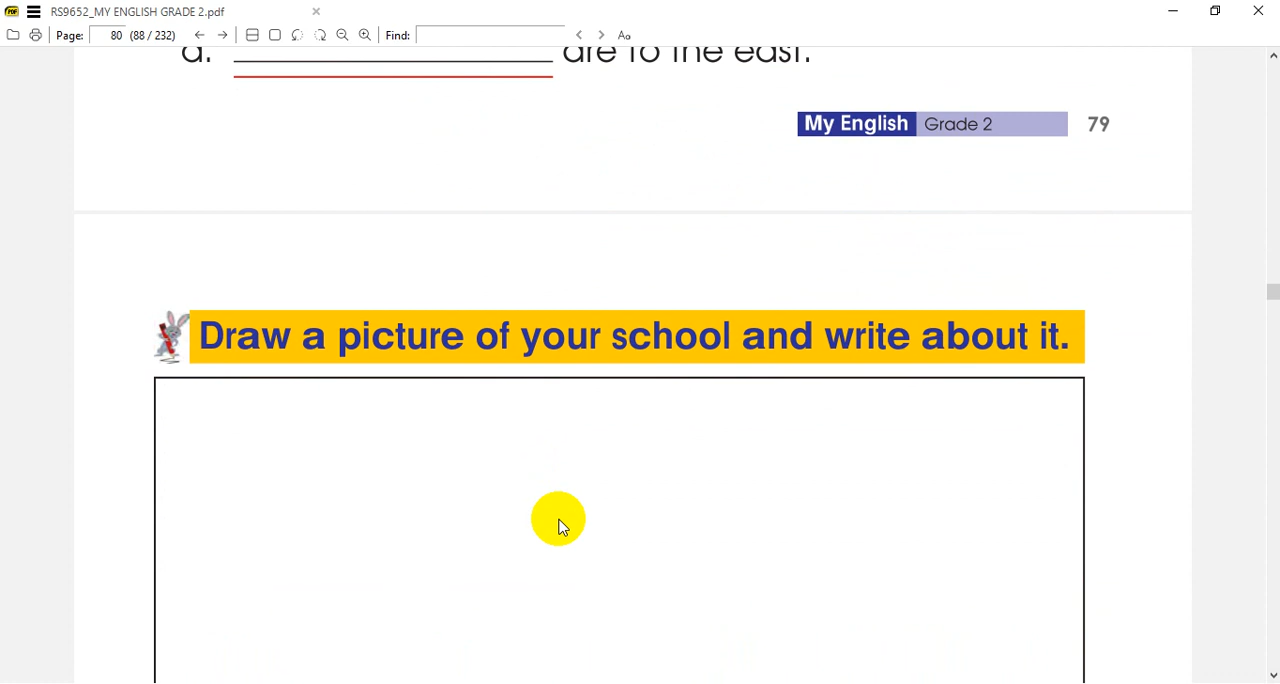 RS9652_MY ENGLISH GRADE 2.pdf
Page: 80 (88 / 232) Find: Aa
d. are to the east.
My English Grade 2 79
Draw a picture of your school and write about it.